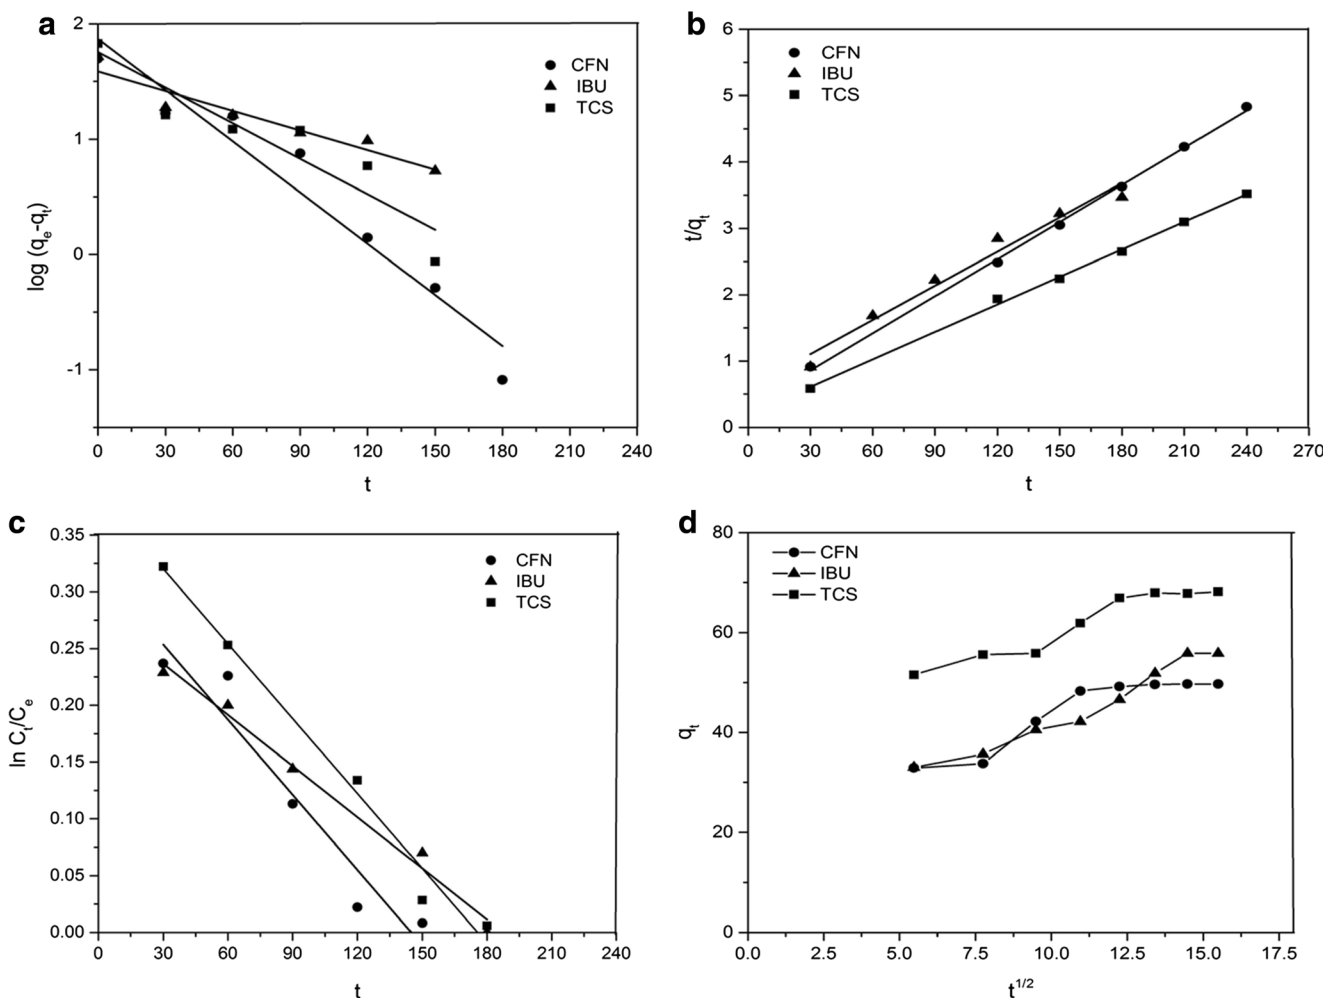 a
2
1
0
-1
log (qe-qt)
0 30 60 90 120 150 180 210 240
t
CFN
IBU
TCS
b
6
5
4
3
2
1
0
t/qt
0 30 60 90 120 150 180 210 240 270
t
CFN
IBU
TCS
c
0.35
0.30
0.25
0.20
0.15
0.10
0.05
0.00
ln Ct/Ce
0 30 60 90 120 150 180 210 240
t
CFN
IBU
TCS
d
80
60
40
20
0
qt
0.0 2.5 5.0 7.5 10.0 12.5 15.0 17.5
t1/2
CFN
IBU
TCS